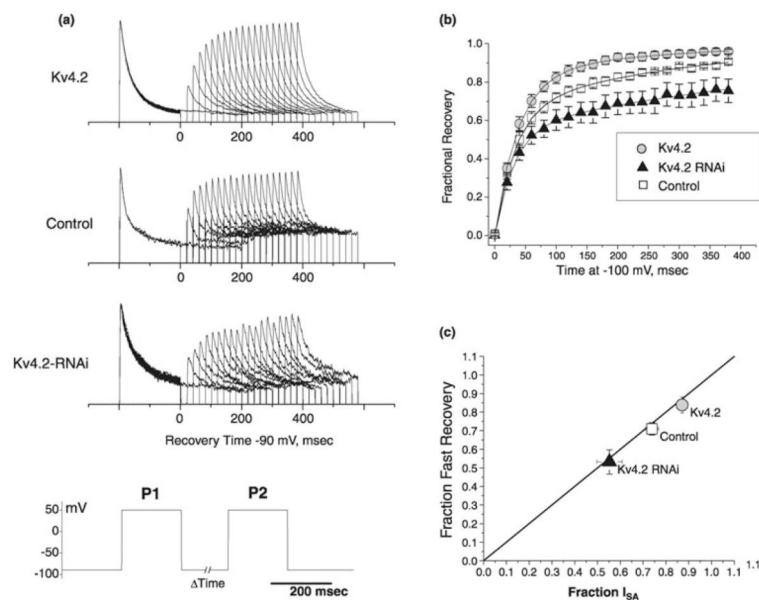 (a)
Kv4.2
0 200 400
Control
0 200 400
Kv4.2-RNAi
0 200 400
Recovery Time -90 mV, msec
P1 P2
mV
50
0
-50
-100
ΔTime
200 msec
(b)
Fractional Recovery
1.0
0.8
0.6
0.4
0.2
0.0
Kv4.2
Kv4.2 RNAi
Control
0 50 100 150 200 250 300 350 400
Time at -100 mV, msec
(c)
Fraction Fast Recovery
1.1
1.0
0.9
0.8
0.7
0.6
0.5
0.4
0.3
0.2
0.1
0.0
Kv4.2
Control
Kv4.2 RNAi
0.0 0.1 0.2 0.3 0.4 0.5 0.6 0.7 0.8 0.9 1.0 1.1
1.1
Fraction I_SA